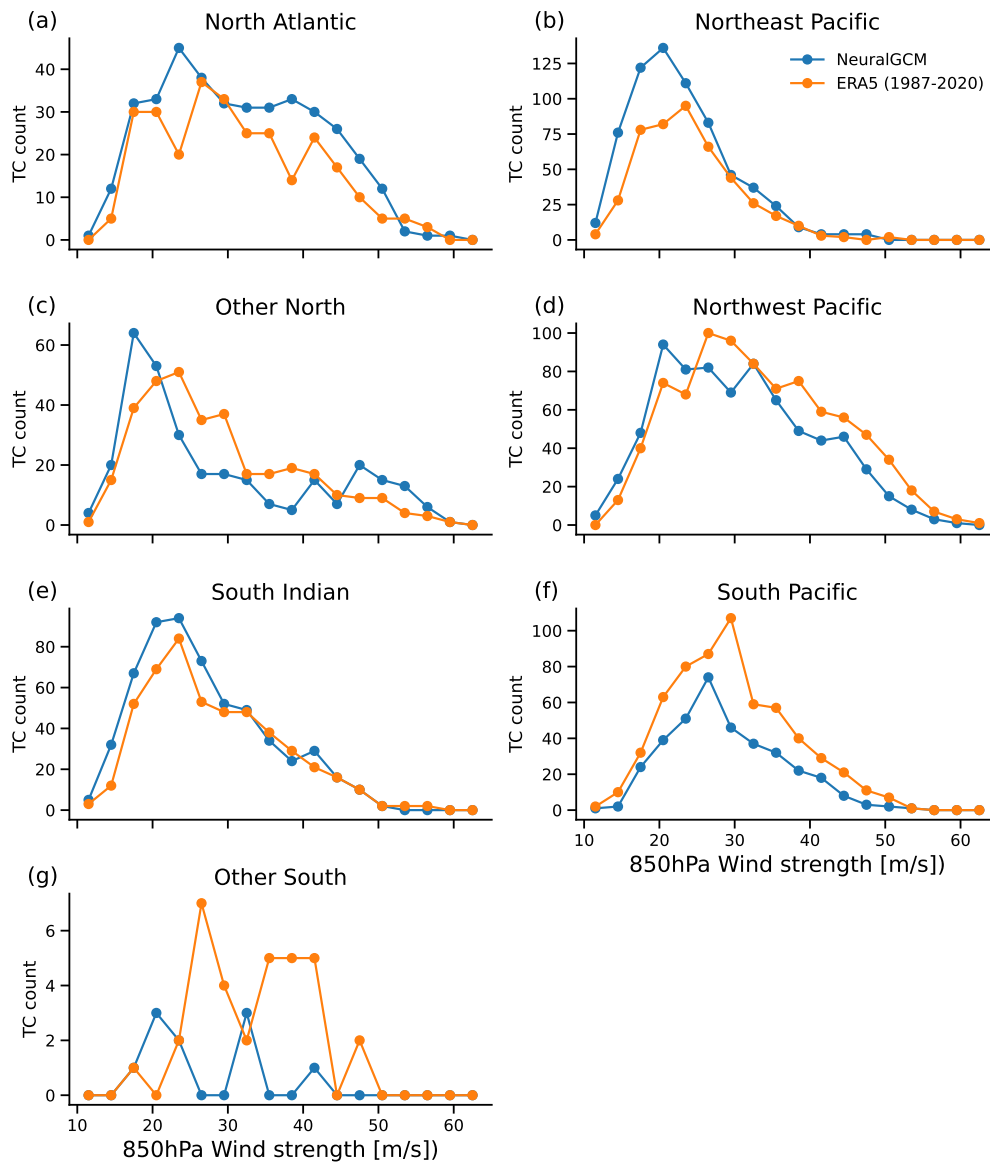 (a) North Atlantic
TC count
40
30
20
10
0
(b) Northeast Pacific
NeuralGCM
ERA5 (1987-2020)
TC count
125
100
75
50
25
0
(c) Other North
TC count
60
40
20
0
(d) Northwest Pacific
TC count
100
80
60
40
20
0
(e) South Indian
TC count
80
60
40
20
0
(f) South Pacific
TC count
100
80
60
40
20
0
10 20 30 40 50 60
850hPa Wind strength [m/s])
(g) Other South
TC count
6
4
2
0
10 20 30 40 50 60
850hPa Wind strength [m/s])